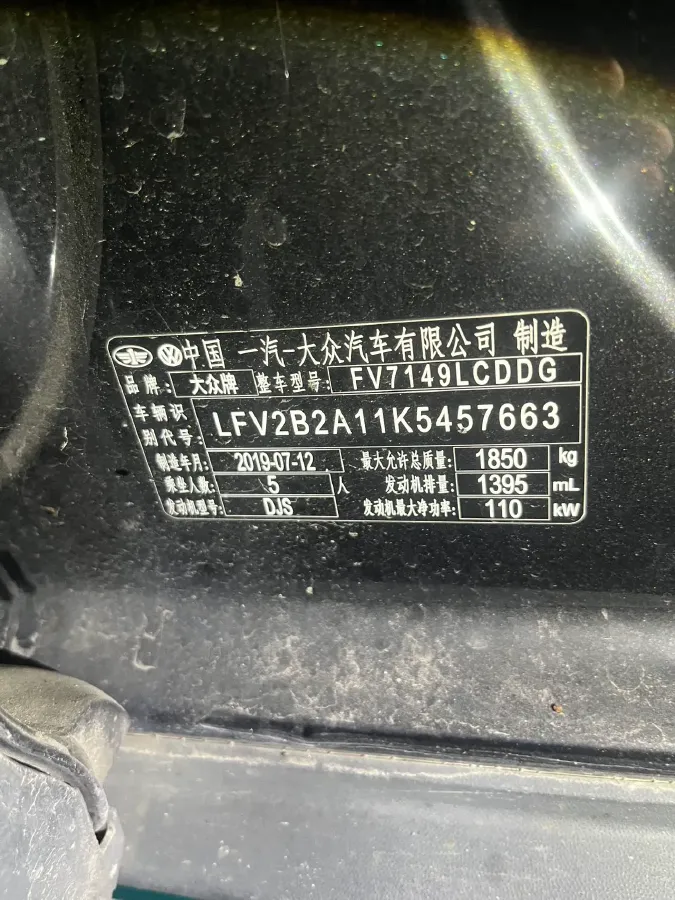 中国 一汽-大众汽车有限公司 制造
品牌: 大众牌 整车型号: FV7149LCDDG
车辆识别代号: LFV2B2A11K5457663
制造年月: 2019-07-12 最大允许总质量: 1850 kg
乘坐人数: 5 人 发动机排量: 1395 mL
发动机型号: DJS 发动机最大净功率: 110 kW